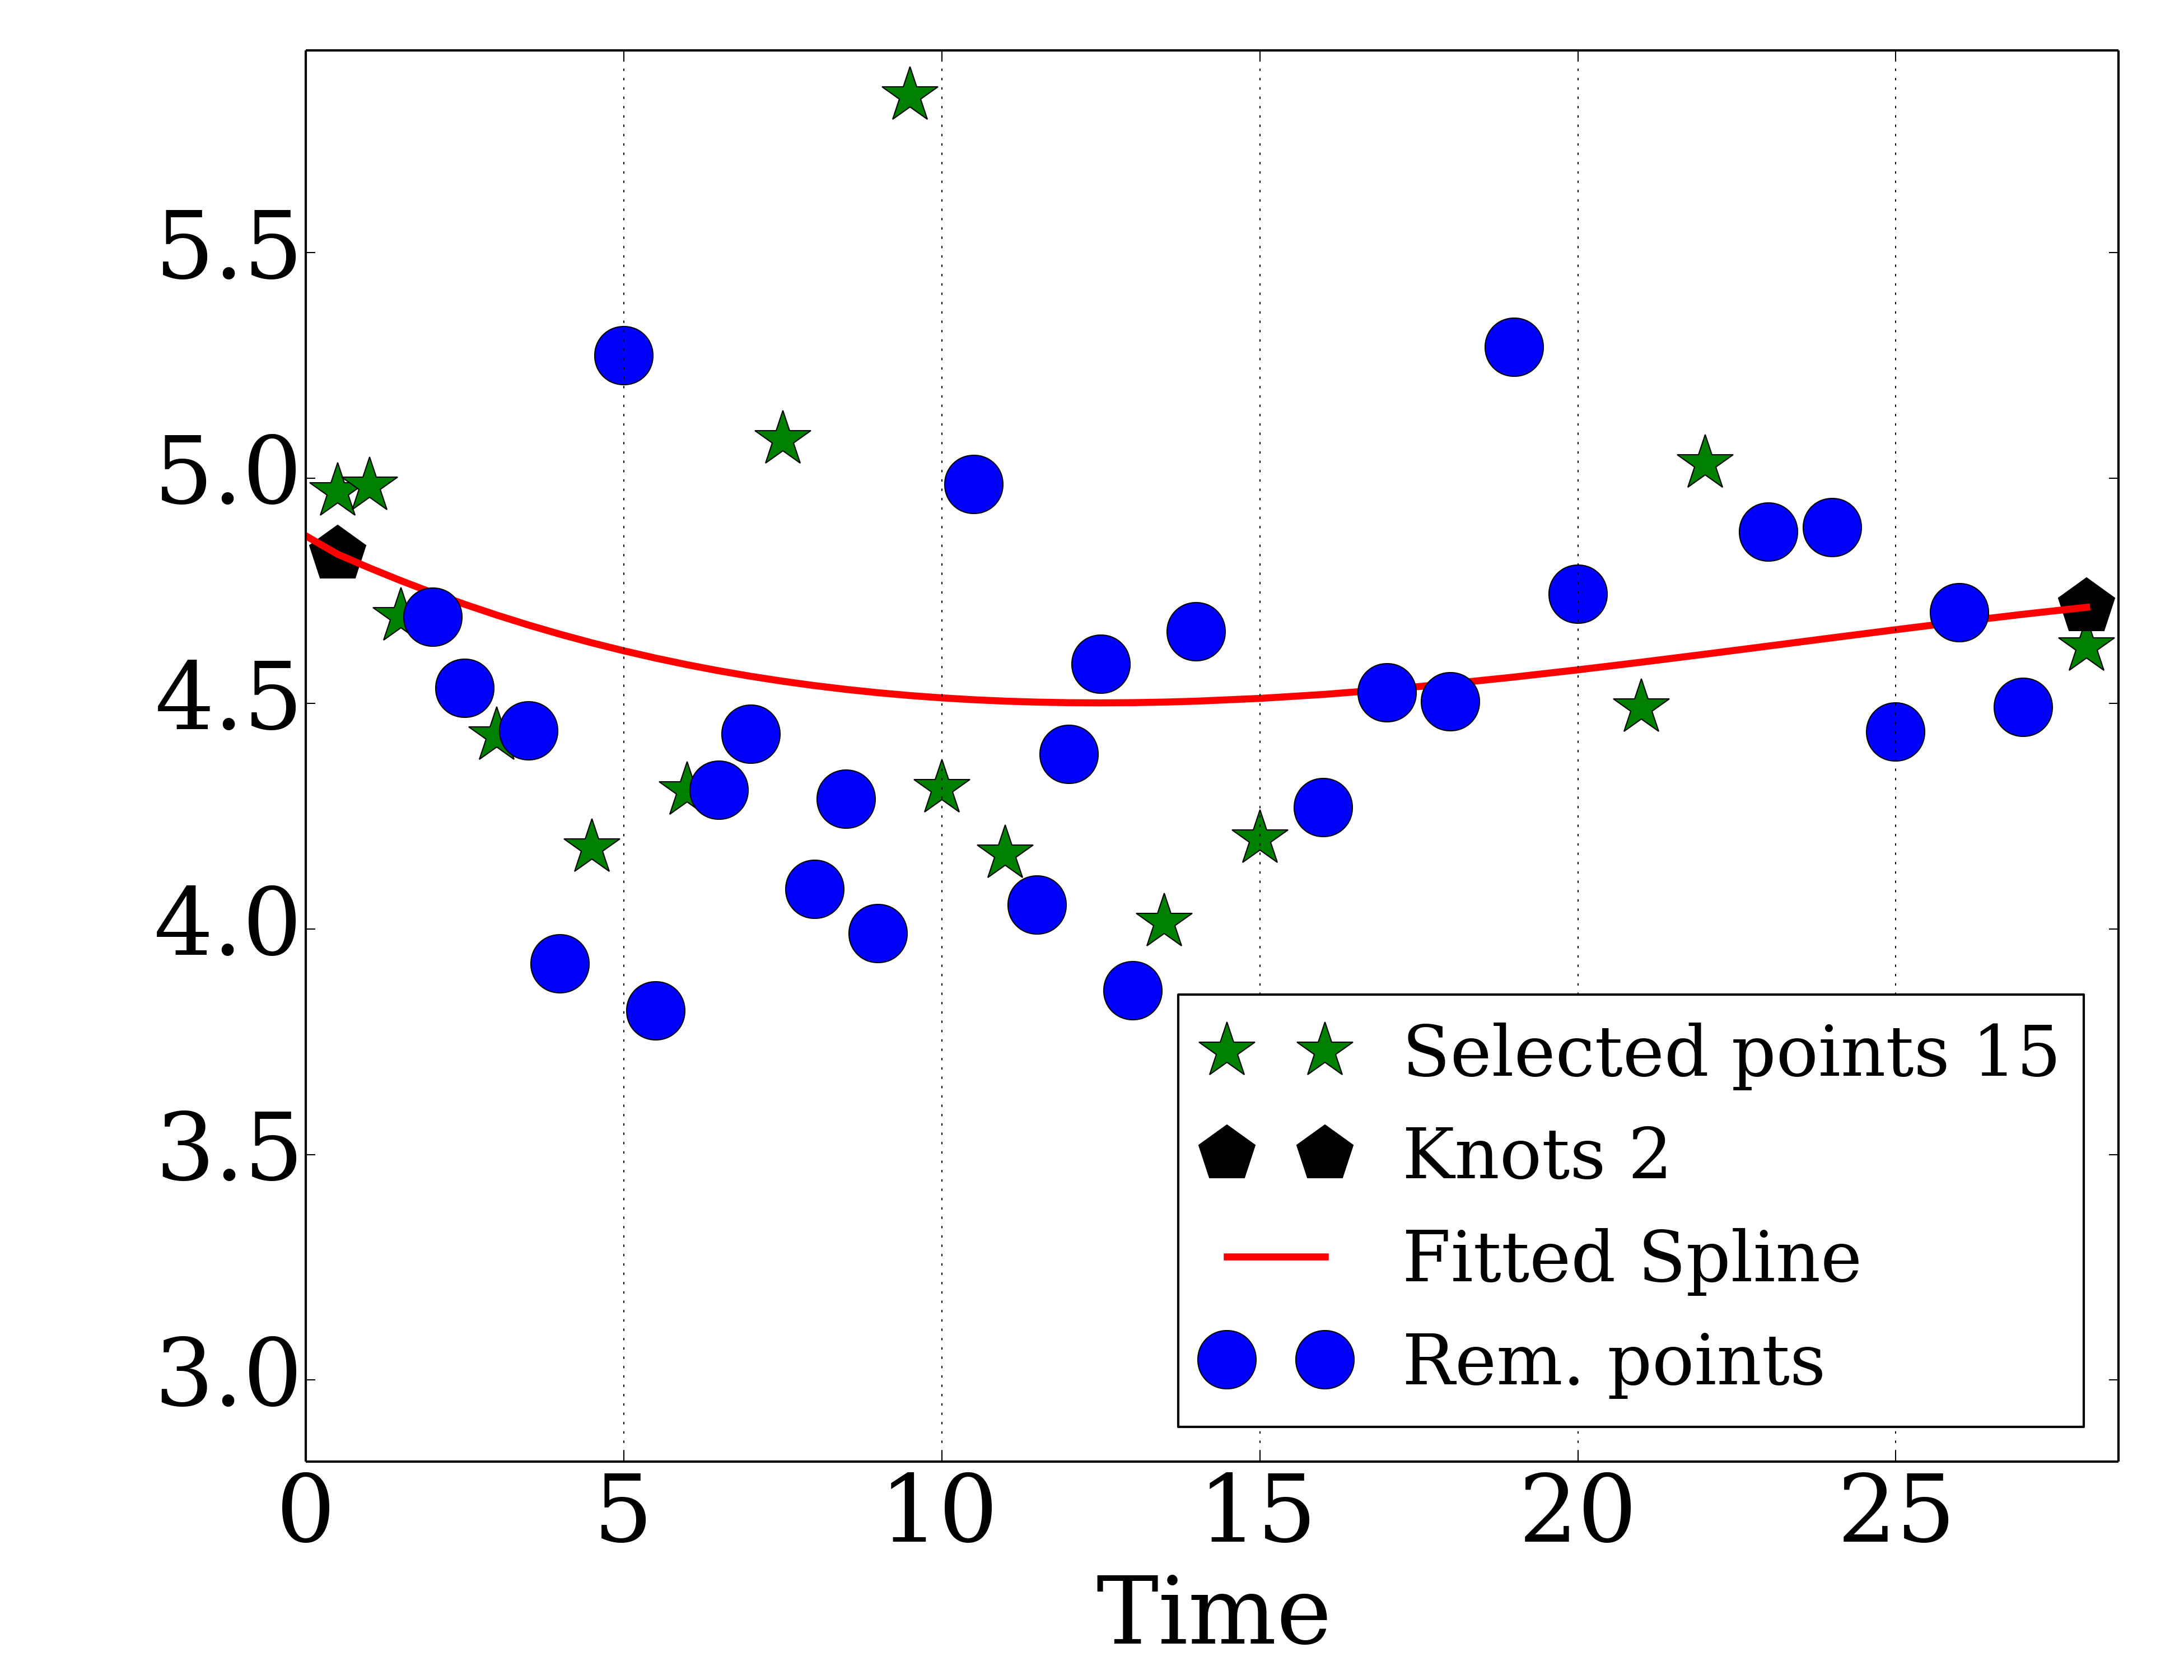 5.5
5.0
4.5
4.0
3.5
3.0
Selected points 15
Knots 2
Fitted Spline
Rem. points
0 5 10 15 20 25
Time